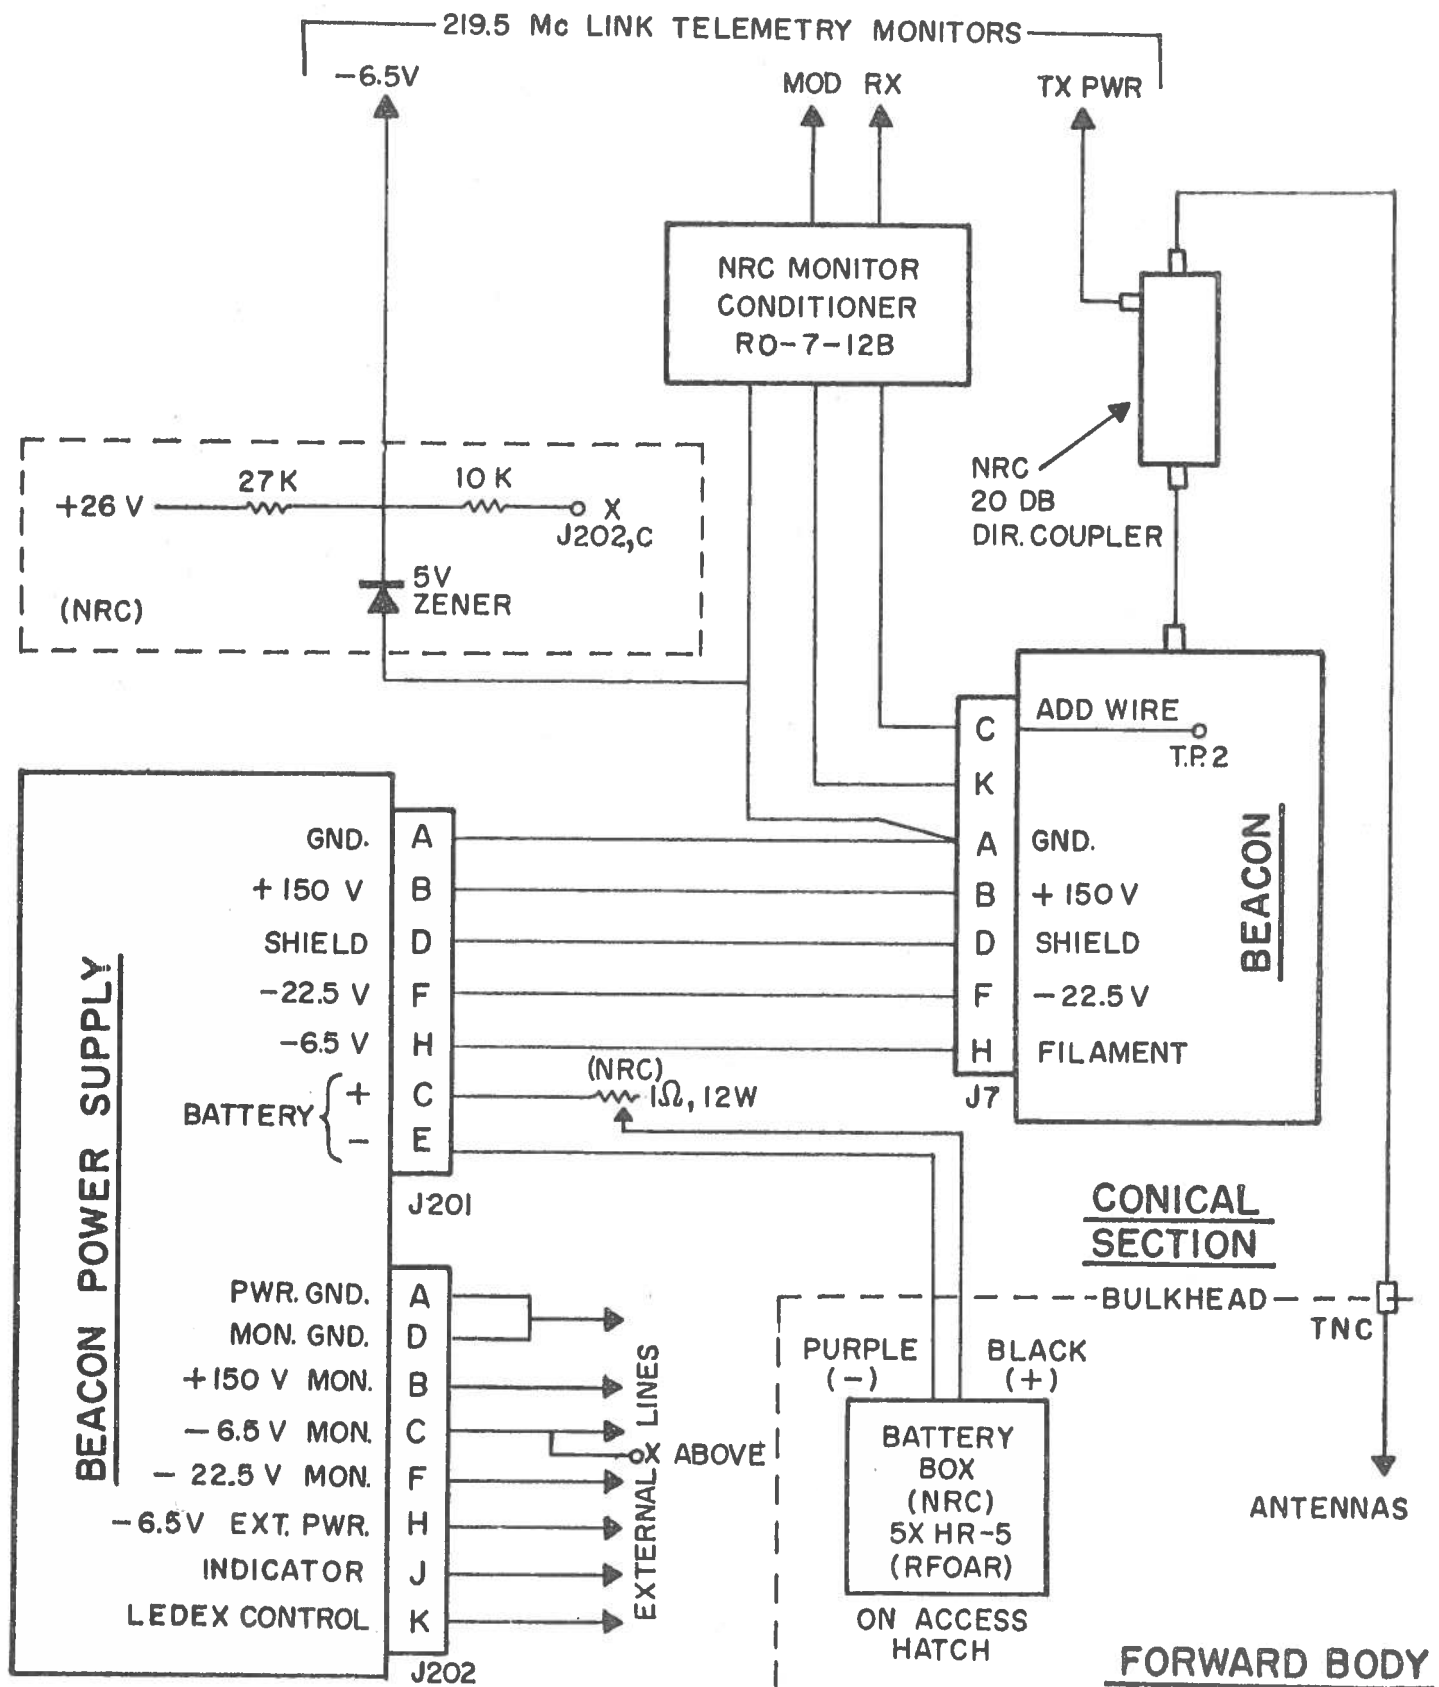 219.5 Mc LINK TELEMETRY MONITORS
-6.5V
MOD RX
TX PWR
NRC MONITOR
CONDITIONER
RO-7-12B
NRC
20 DB
DIR. COUPLER
+26 V
27 K
10 K
X
J202,C
5V
ZENER
(NRC)
C
K
A
B
D
F
H
J7
ADD WIRE
T.P. 2
GND.
+ 150 V
SHIELD
-22.5 V
FILAMENT
BEACON
BEACON POWER SUPPLY
GND. A
+150 V B
SHIELD D
-22.5 V F
-6.5 V H
BATTERY { + C
- E
J201
(NRC)
1Ω, 12W
PWR. GND. A
MON. GND. D
+150 V MON. B
-6.5 V MON. C
- 22.5 V MON. F
-6.5V EXT. PWR. H
INDICATOR J
LEDEX CONTROL K
J202
EXTERNAL LINES
X ABOVE
CONICAL
SECTION
BULKHEAD
TNC
PURPLE
(-)
BLACK
(+)
BATTERY
BOX
(NRC)
5X HR-5
(RFOAR)
ON ACCESS
HATCH
ANTENNAS
FORWARD BODY